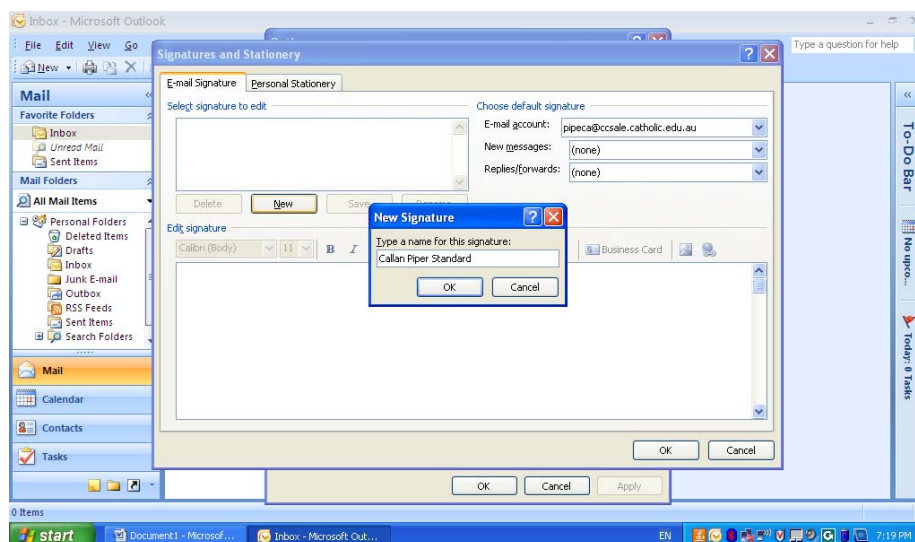 Inbox - Microsoft Outlook
File Edit View Go
Type a question for help
New
Mail
Favorite Folders
Inbox
Unread Mail
Sent Items
Mail Folders
All Mail Items
Personal Folders
Deleted Items
Drafts
Inbox
Junk E-mail
Outbox
RSS Feeds
Sent Items
Search Folders
Mail
Calendar
Contacts
Tasks
Signatures and Stationery
E-mail Signature Personal Stationery
Select signature to edit
Choose default signature
E-mail account: pipeca@ccsale.catholic.edu.au
New messages: (none)
Replies/forwards: (none)
Delete New Save
Edit signature
Calibri (Body) 11 B I
Business Card
New Signature
Type a name for this signature:
Callan Piper Standard
OK Cancel
OK Cancel
OK Cancel Apply
To-Do Bar
No upco...
Today: 0 Tasks
0 Items
start Document1 - Microsof... Inbox - Microsoft Out... EN 7:19 PM